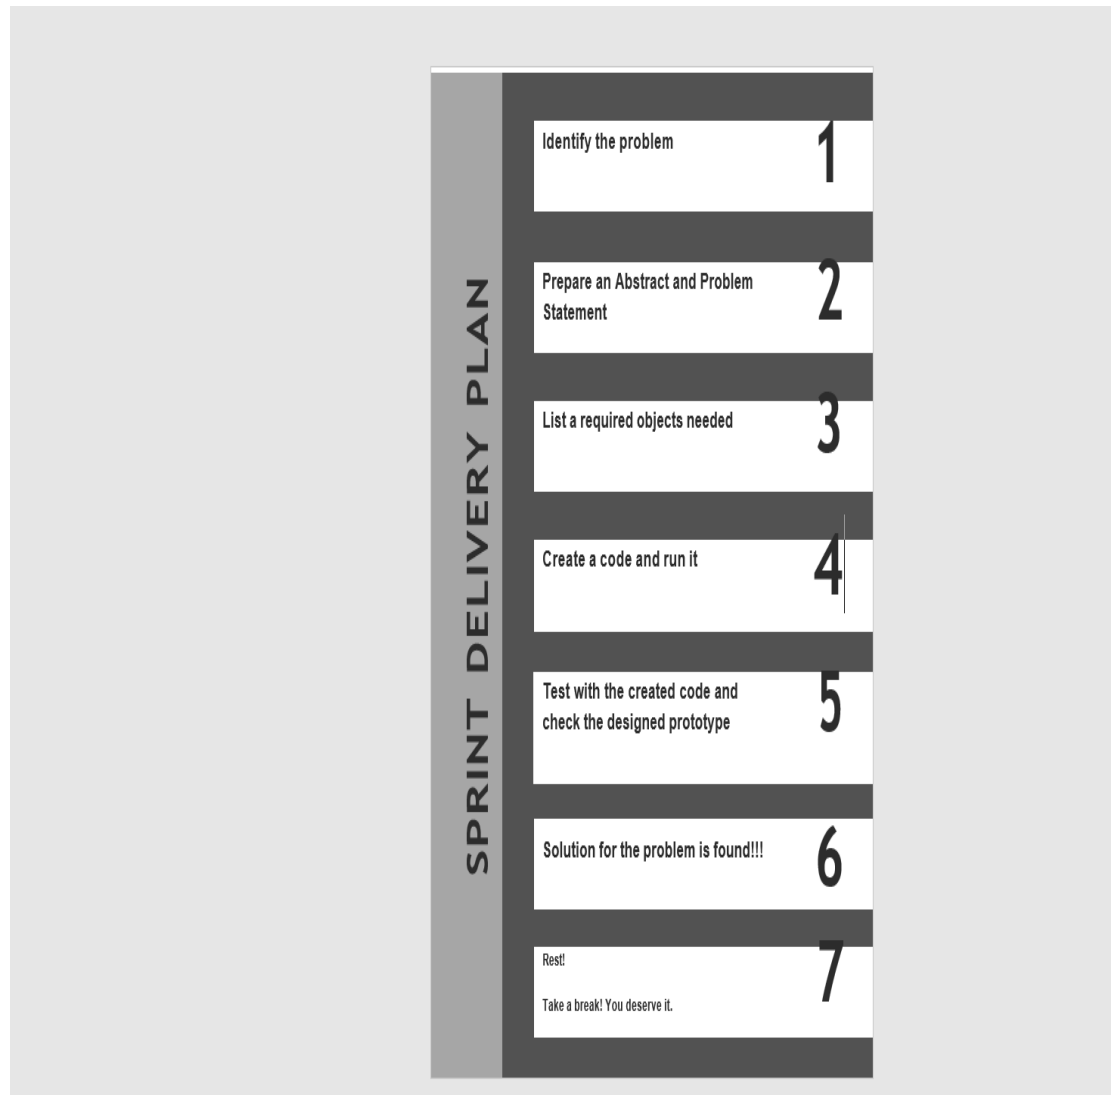 SPRINT DELIVERY PLAN
Identify the problem
1
Prepare an Abstract and Problem
Statement
2
List a required objects needed
3
Create a code and run it
4
Test with the created code and
check the designed prototype
5
Solution for the problem is found!!!
6
Rest!
Take a break! You deserve it.
7